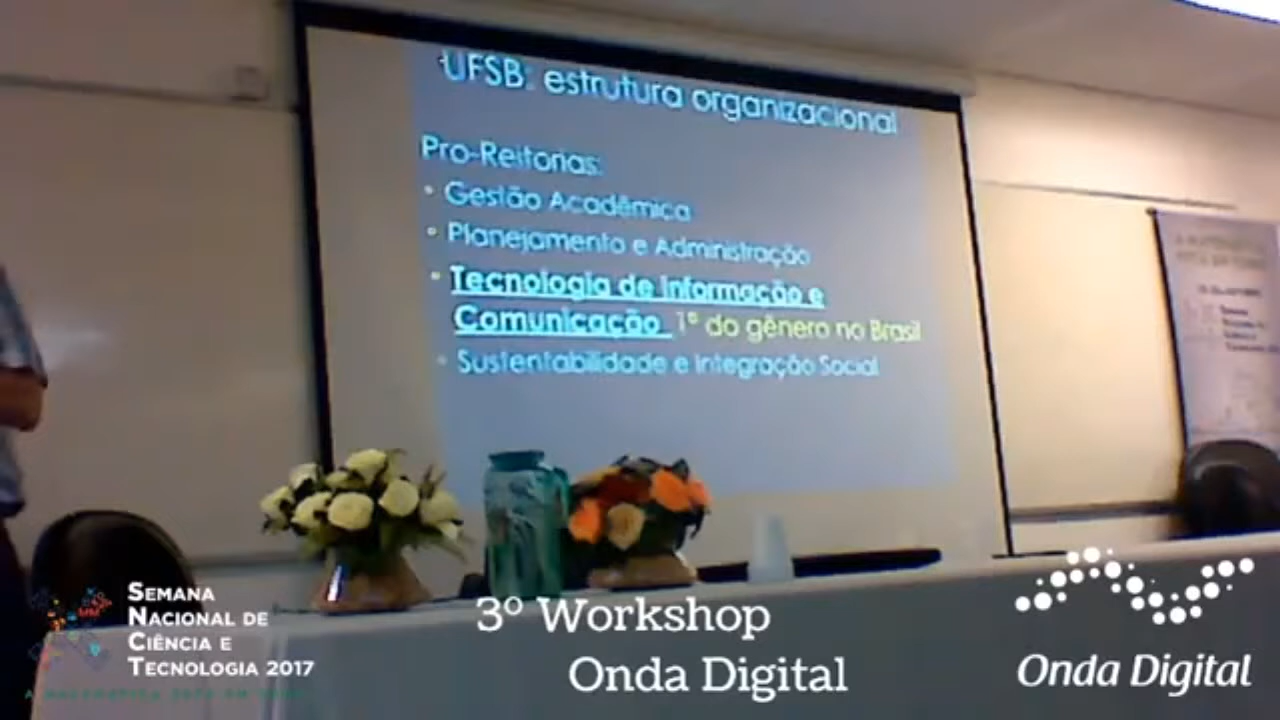 UFSB: estrutura organizacional
Pro-Reitorias:
• Gestão Acadêmica
• Planejamento e Administração
• Tecnologia de Informação e
Comunicação 1ª do gênero no Brasil
• Sustentabilidade e Integração Social
SEMANA
NACIONAL DE
CIÊNCIA E
TECNOLOGIA 2017
3º Workshop
Onda Digital
Onda Digital